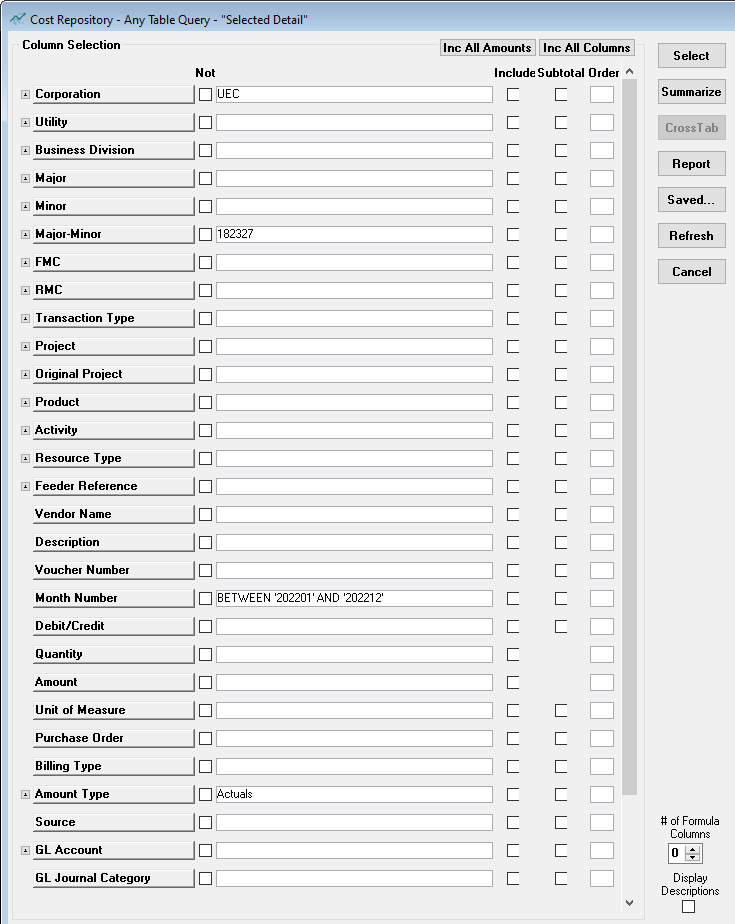 Cost Repository - Any Table Query - "Selected Detail"
Column Selection
Inc All Amounts Inc All Columns
Select
Not Include Subtotal Order
Corporation UEC
Summarize
Utility
CrossTab
Business Division
Report
Major
Saved...
Minor
Major-Minor 182327
Refresh
FMC
Cancel
RMC
Transaction Type
Project
Original Project
Product
Activity
Resource Type
Feeder Reference
Vendor Name
Description
Voucher Number
Month Number BETWEEN '202201' AND '202212'
Debit/Credit
Quantity
Amount
Unit of Measure
Purchase Order
Billing Type
Amount Type Actuals
Source
# of Formula
Columns
GL Account
0
GL Journal Category
Display
Descriptions